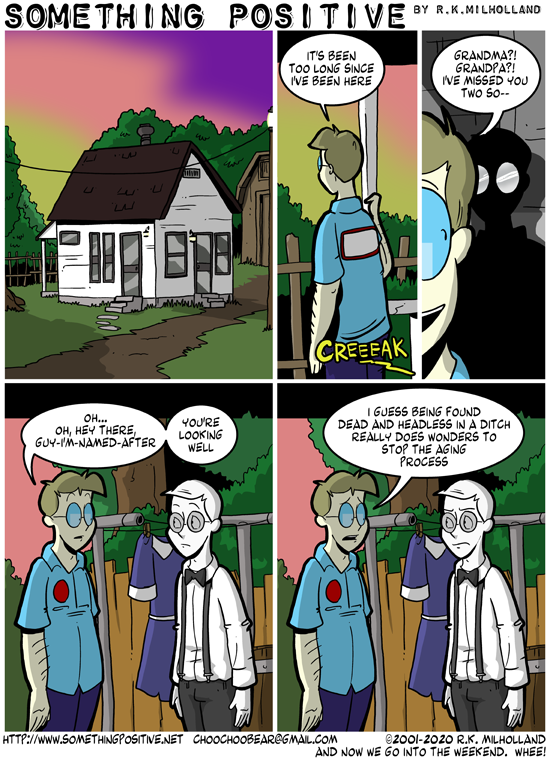 SOMETHING POSITIVE BY R.K.MILHOLLAND
IT'S BEEN
TOO LONG SINCE
I'VE BEEN HERE
CREEEAK
GRANDMA?!
GRANDPA?!
I'VE MISSED YOU
TWO SO--
OH...
OH, HEY THERE,
GUY-I'M-NAMED-AFTER
YOU'RE
LOOKING
WELL
I GUESS BEING FOUND
DEAD AND HEADLESS IN A DITCH
REALLY DOES WONDERS TO
STOP THE AGING
PROCESS
HTTP://WWW.SOMETHINGPOSITIVE.NET CHOOCHOOBEAR@GMAIL.COM ©2001-2020 R.K. MILHOLLAND
AND NOW WE GO INTO THE WEEKEND. WHEE!